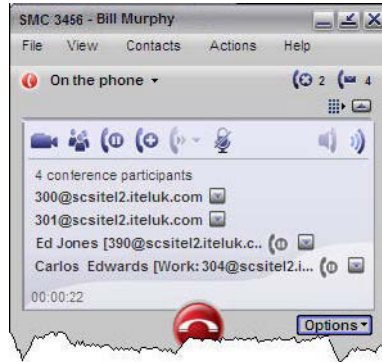 SMC 3456 - Bill Murphy
File View Contacts Actions Help
On the phone 2 4
4 conference participants
300@scsitel2.iteluk.com
301@scsitel2.iteluk.com
Ed Jones [390@scsitel2.iteluk.c..
Carlos Edwards [Work: 304@scsitel2.i...
00:00:22
Options